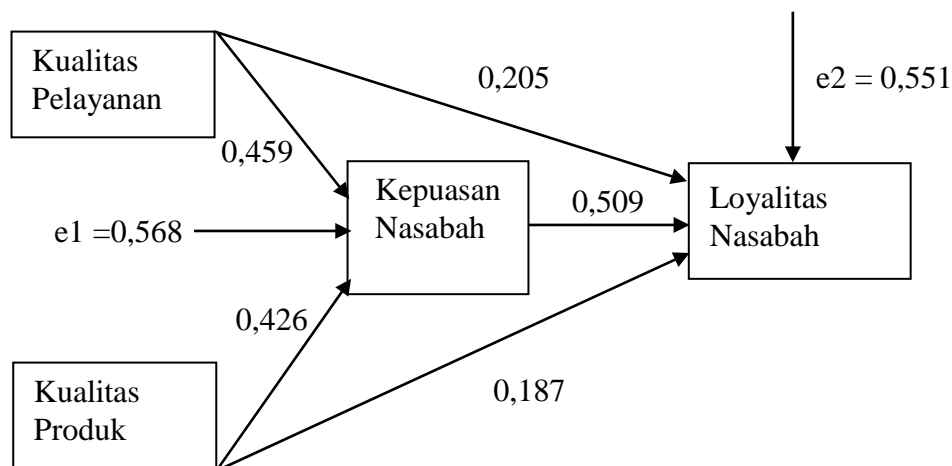 Kualitas
Pelayanan
0,205
e2 = 0,551
0,459
Kepuasan
Nasabah
0,509
Loyalitas
Nasabah
e1 =0,568
0,426
Kualitas
Produk
0,187